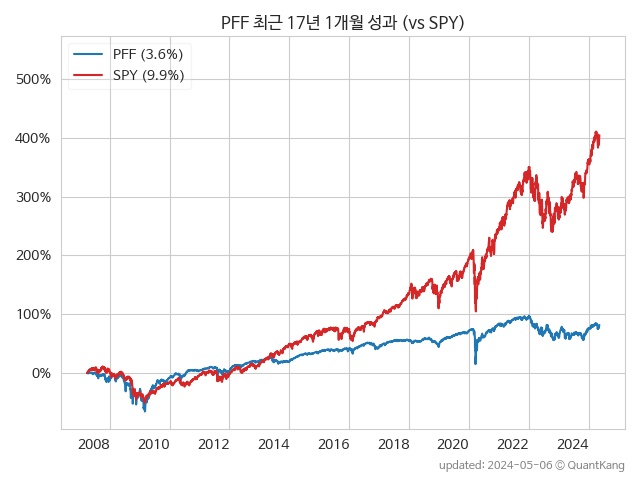 PFF 최근 17년 1개월 성과 (vs SPY)
PFF (3.6%)
SPY (9.9%)
500%
400%
300%
200%
100%
0%
2008 2010 2012 2014 2016 2018 2020 2022 2024
updated: 2024-05-06 © QuantKang